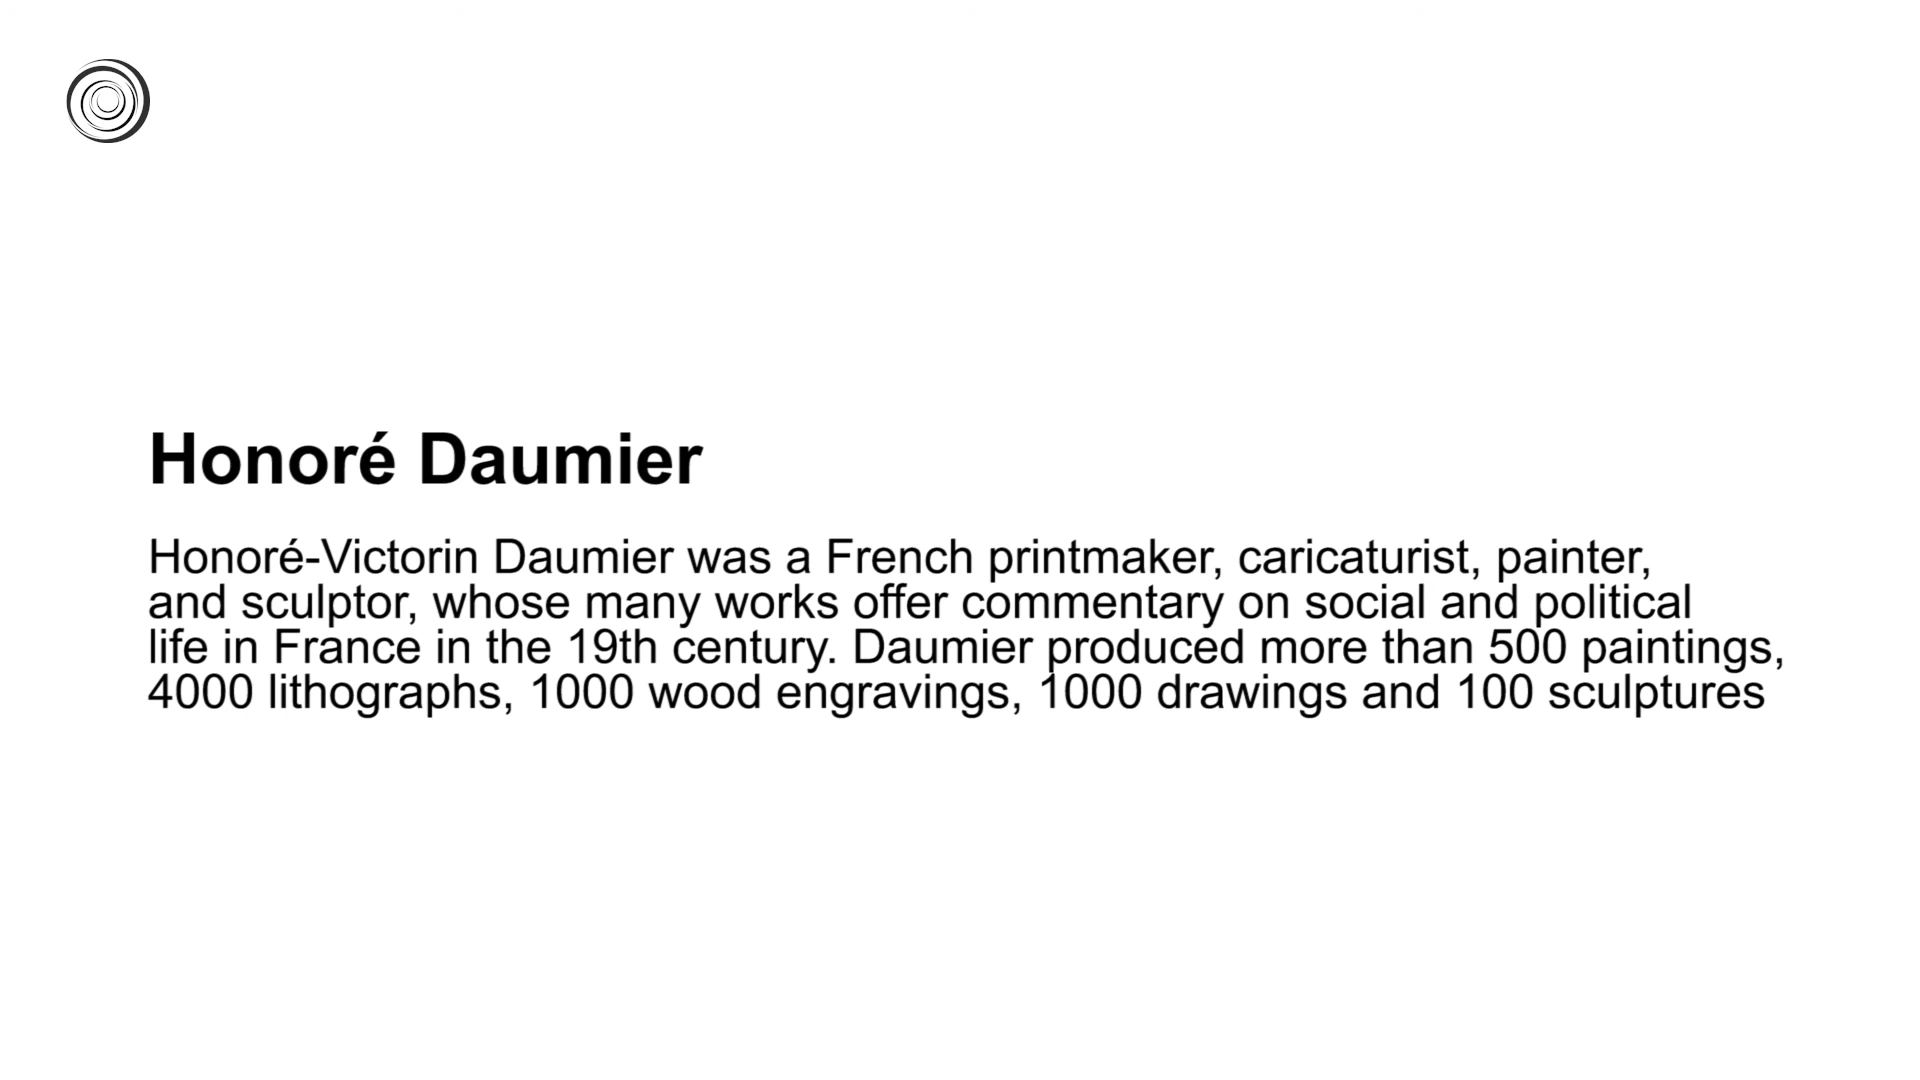 Honoré Daumier
Honoré-Victorin Daumier was a French printmaker, caricaturist, painter,
and sculptor, whose many works offer commentary on social and political
life in France in the 19th century. Daumier produced more than 500 paintings,
4000 lithographs, 1000 wood engravings, 1000 drawings and 100 sculptures